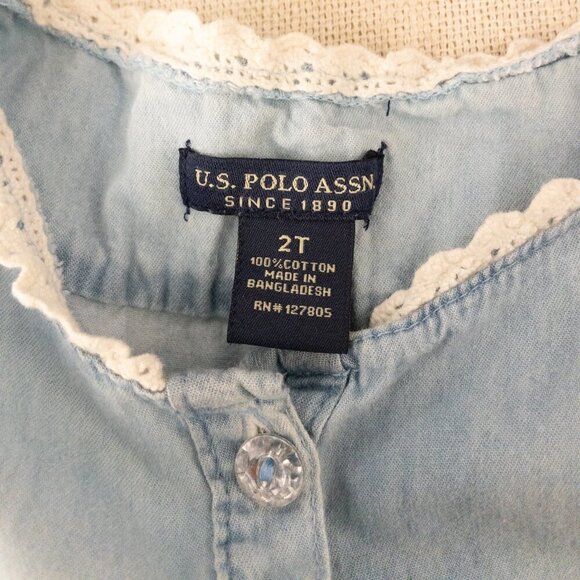 U.S. POLO ASSN.
SINCE 1890
2T
100%COTTON
MADE IN
BANGLADESH
RN# 127805